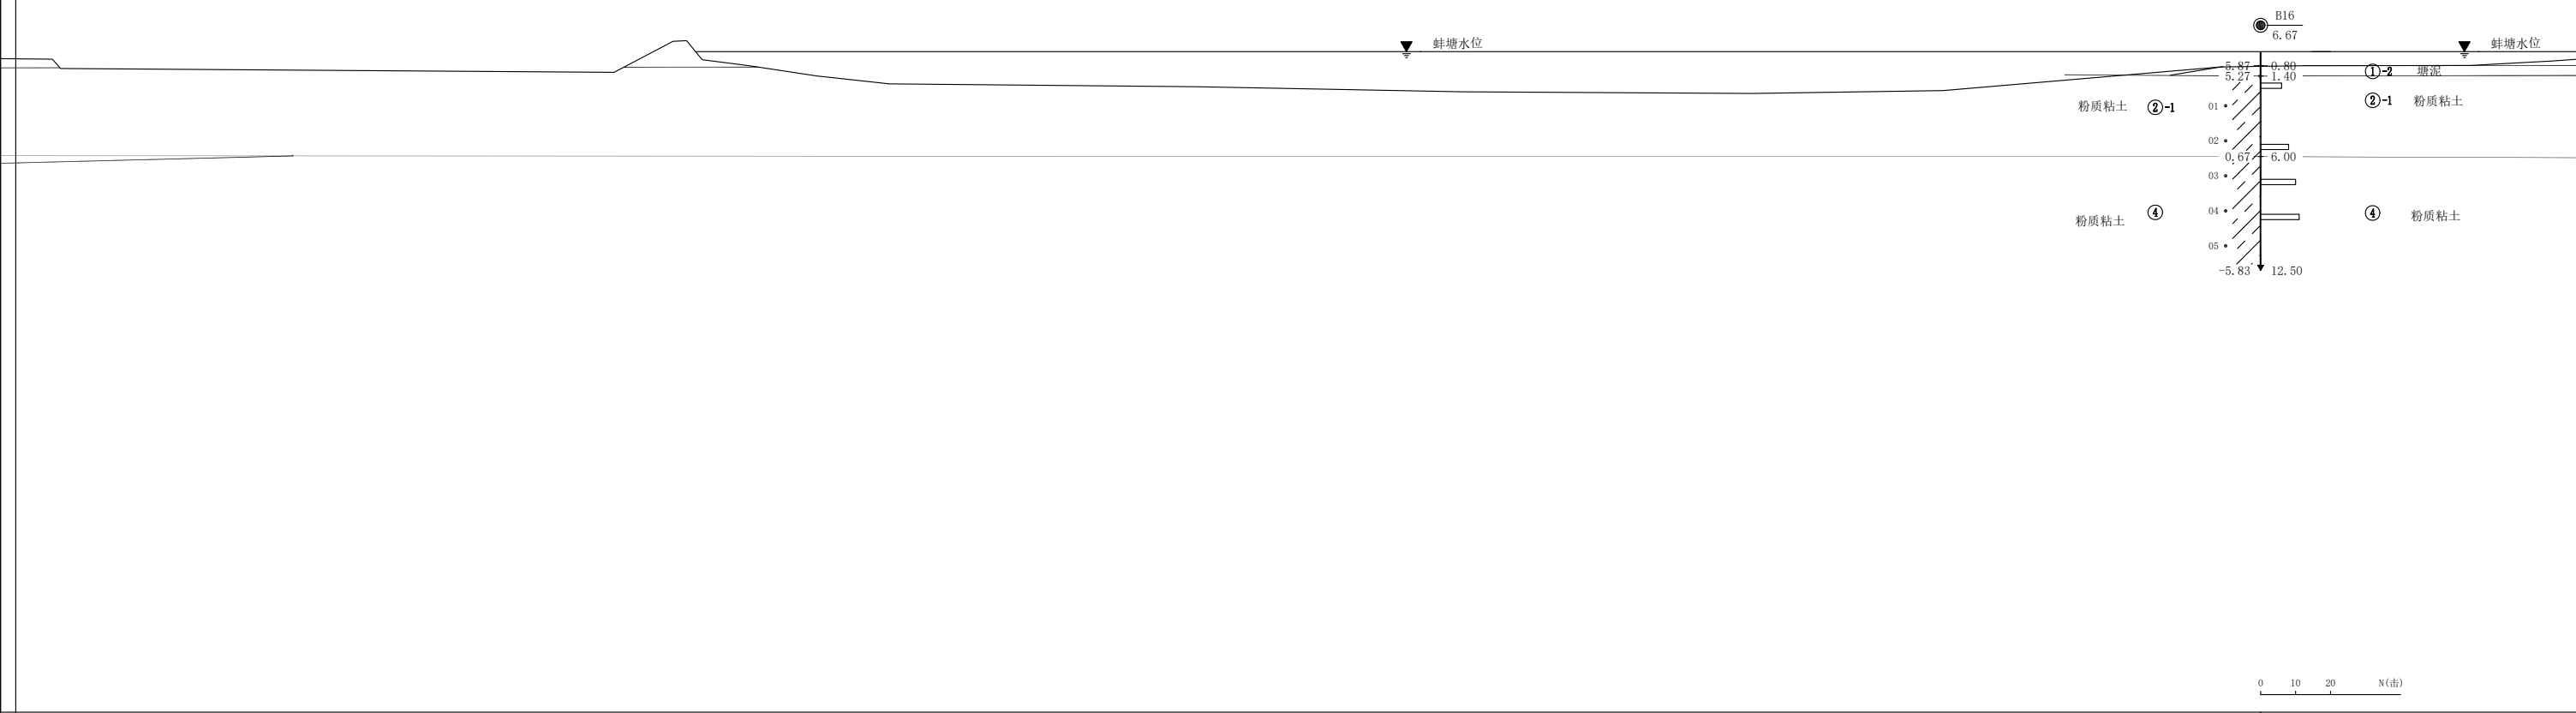 B16
6.67
蚌塘水位
蚌塘水位
5.87 0.80
①-2 塘泥
5.27 1.40
粉质粘土 ②-1
01
②-1 粉质粘土
02
0.67 6.00
03
粉质粘土 ④
04
④ 粉质粘土
05
-5.83 12.50
0 10 20 N(击)